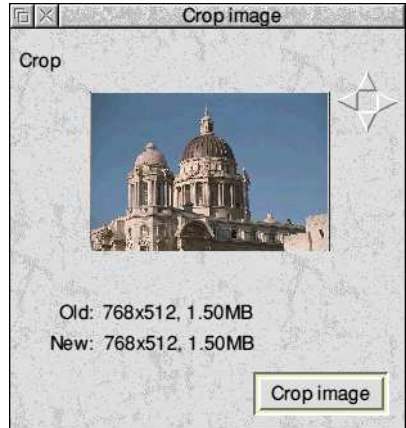 Crop image
Crop
Old: 768x512, 1.50MB
New: 768x512, 1.50MB
Crop image